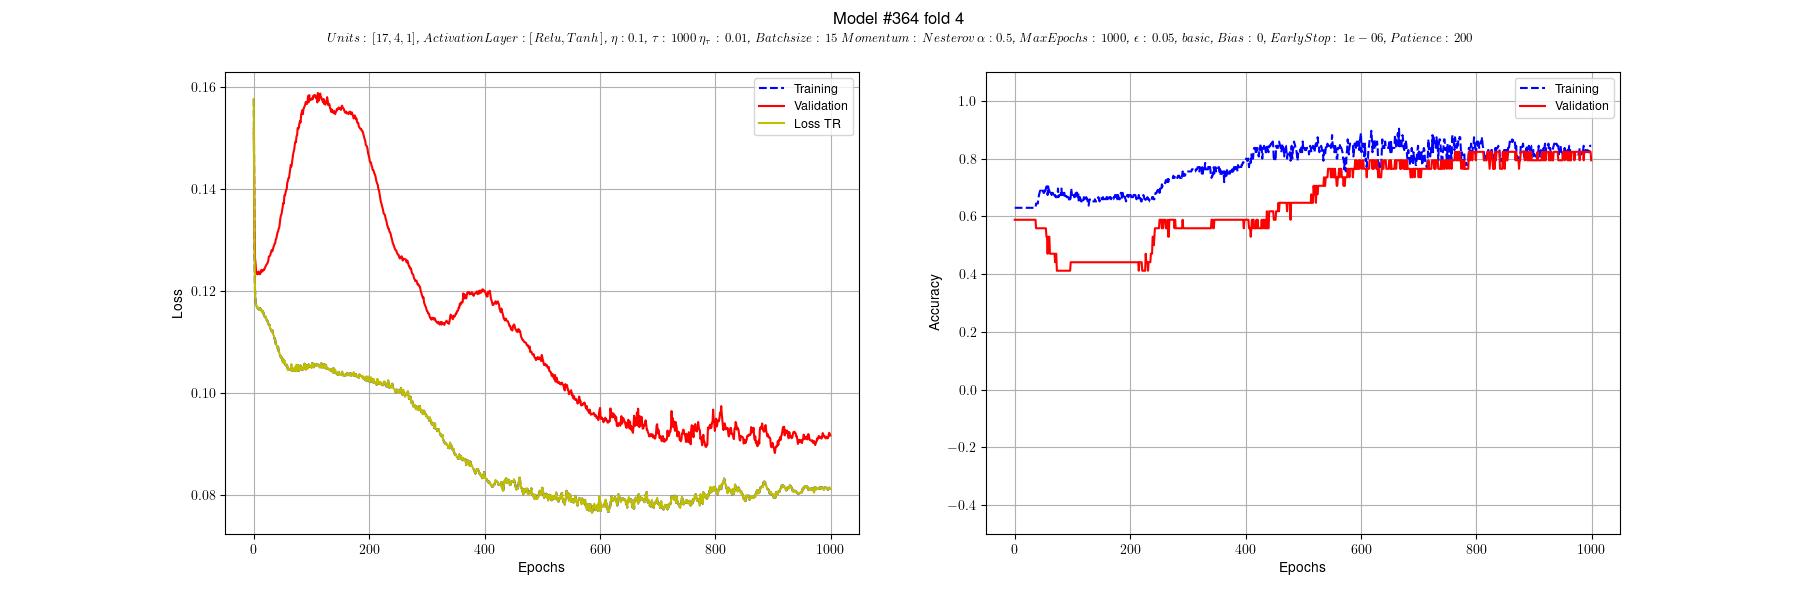 Model #364 fold 4
Units : [17, 4, 1], ActivationLayer : [Relu, Tanh], η : 0.1, τ : 1000 ητ : 0.01, Batchsize : 15 Momentum : Nesterov α : 0.5, MaxEpochs : 1000, ϵ : 0.05, basic, Bias : 0, EarlyStop : 1e − 06, Patience : 200
Training
Validation
Loss TR
0.16
0.14
0.12
0.10
0.08
Loss
0 200 400 600 800 1000
Epochs
Training
Validation
1.0
0.8
0.6
0.4
0.2
0.0
−0.2
−0.4
Accuracy
0 200 400 600 800 1000
Epochs